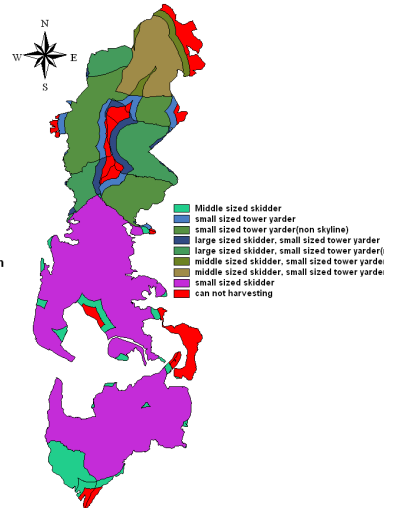 N
W
E
S
Middle sized skidder
small sized tower yarder
small sized tower yarder(non skyline)
large sized skidder, small sized tower yarder
large sized skidder, small sized tower yarder(
middle sized skidder, small sized tower yarder
middle sized skidder, small sized tower yarder
small sized skidder
can not harvesting
n